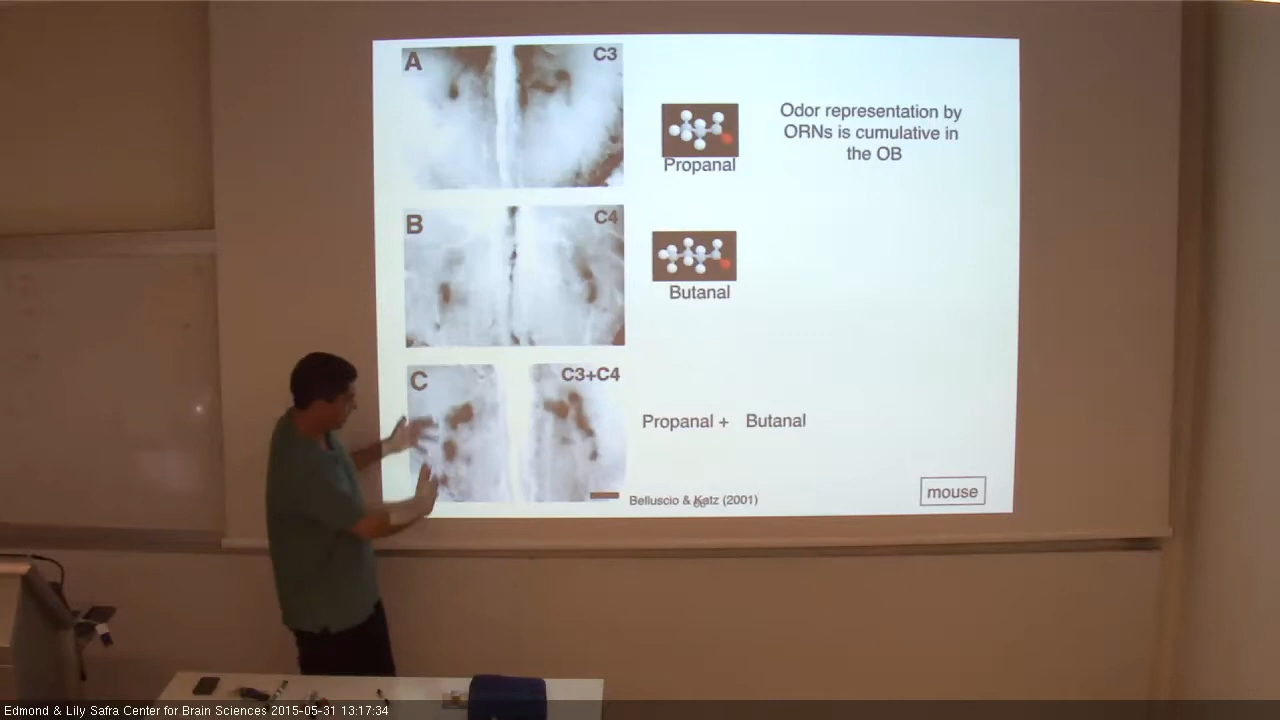 A
C3
Propanal
Odor representation by
ORNs is cumulative in
the OB
B
C4
Butanal
C
C3+C4
Propanal + Butanal
Belluscio & Katz (2001)
mouse
Edmond & Lily Safra Center for Brain Sciences 2015-05-31 13:17:34